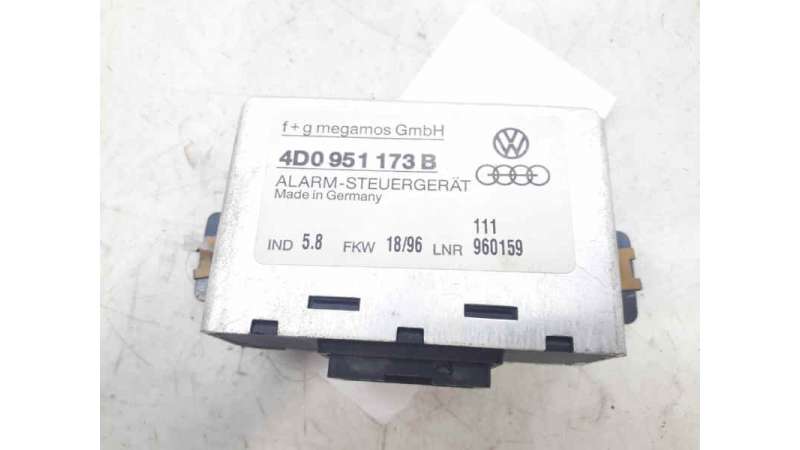 f+g megamos GmbH
4D0 951 173 B
ALARM-STEUERGERÄT
Made in Germany
111
IND 5.8 FKW 18/96 LNR 960159